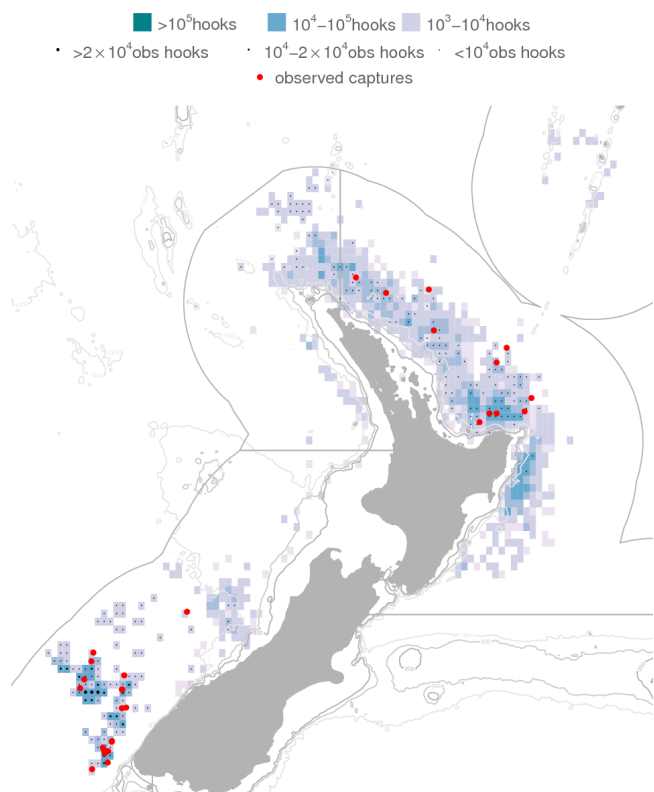 >10⁵hooks 10⁴–10⁵hooks 10³–10⁴hooks
>2×10⁴obs hooks 10⁴–2×10⁴obs hooks <10⁴obs hooks
observed captures